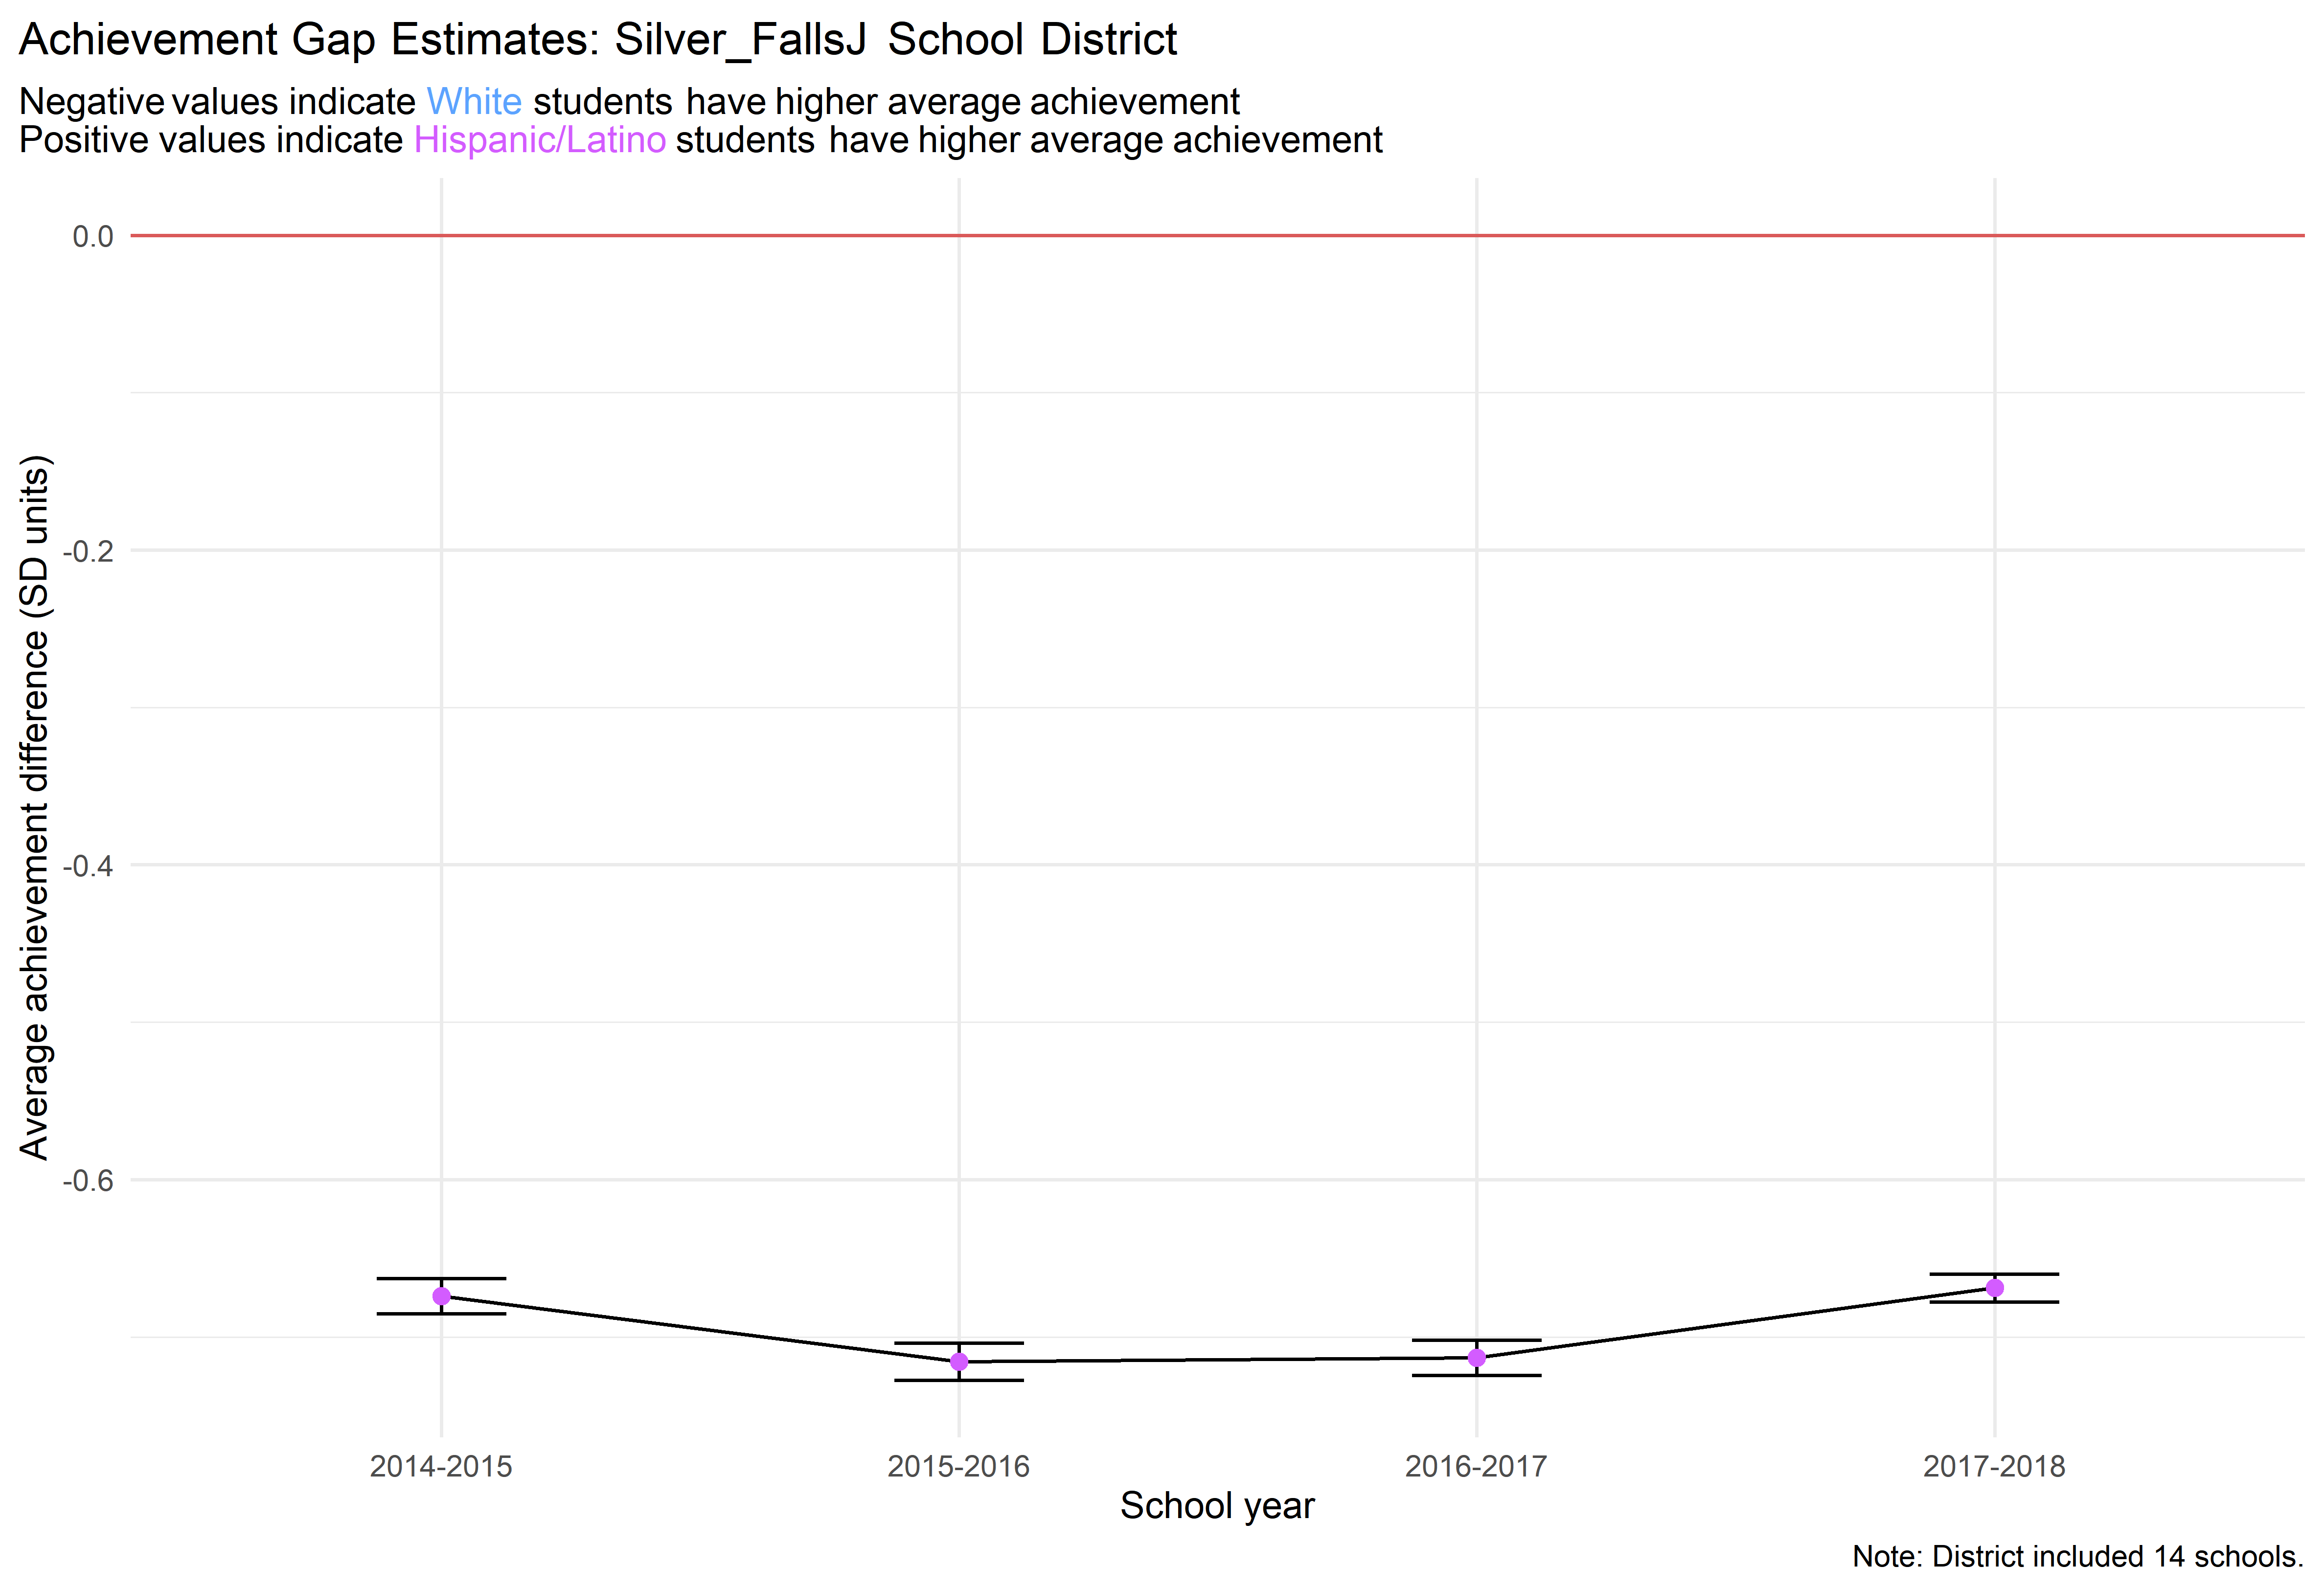 Achievement Gap Estimates: Silver_FallsJ School District
Negative values indicate White students have higher average achievement
Positive values indicate Hispanic/Latino students have higher average achievement
Average achievement difference (SD units)
0.0
-0.2
-0.4
-0.6
2014-2015
2015-2016
2016-2017
2017-2018
School year
Note: District included 14 schools.